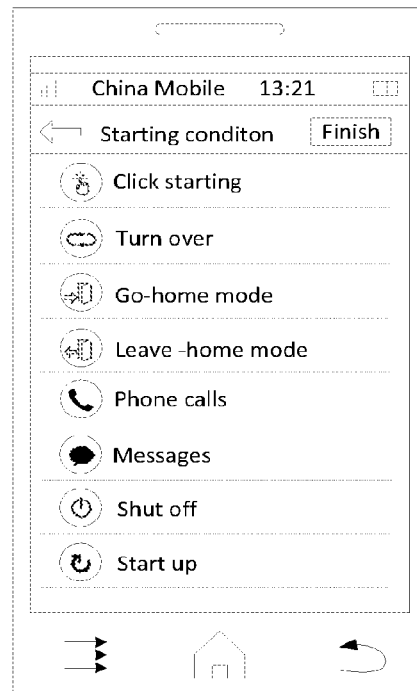 China Mobile 13:21
Starting conditon Finish
Click starting
Turn over
Go-home mode
Leave -home mode
Phone calls
Messages
Shut off
Start up